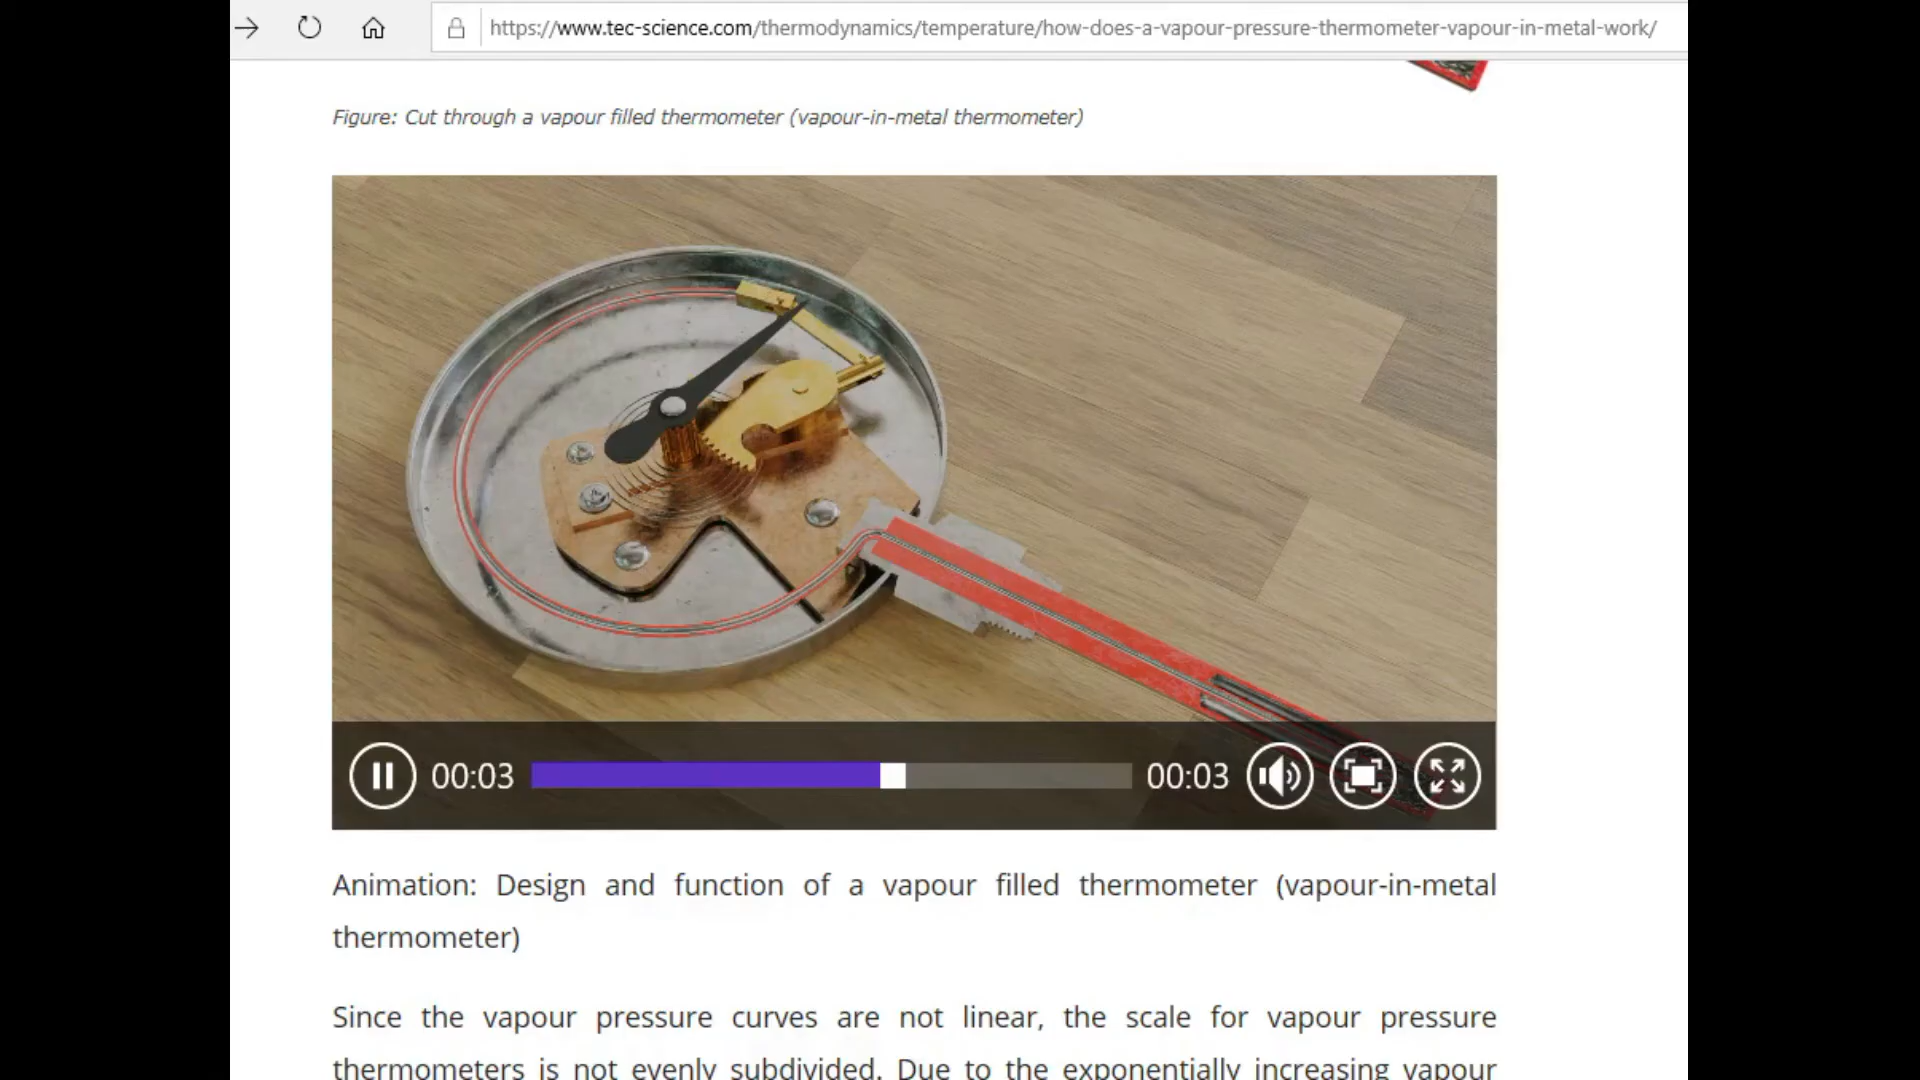 https://www.tec-science.com/thermodynamics/temperature/how-does-a-vapour-pressure-thermometer-vapour-in-metal-work/
Figure: Cut through a vapour filled thermometer (vapour-in-metal thermometer)
00:03 00:03
Animation: Design and function of a vapour filled thermometer (vapour-in-metal
thermometer)
Since the vapour pressure curves are not linear, the scale for vapour pressure
thermometers is not evenly subdivided. Due to the exponentially increasing vapour